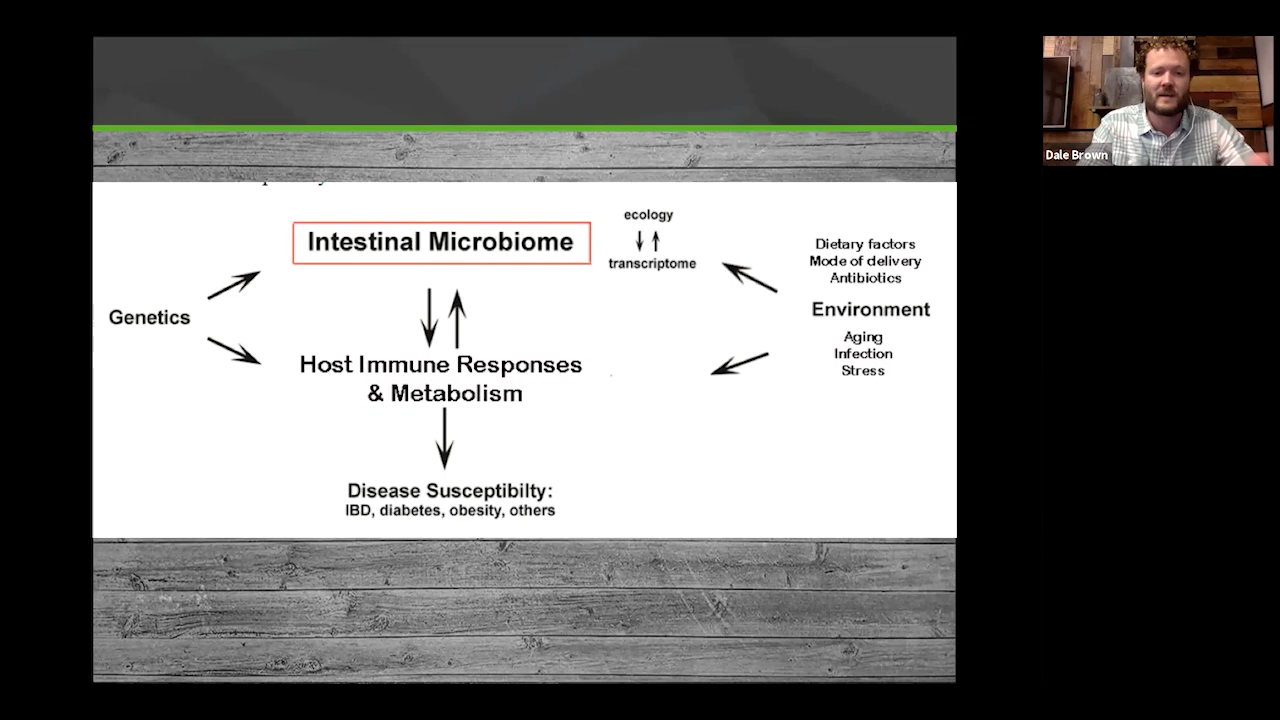 Intestinal Microbiome
ecology
transcriptome
Dietary factors
Mode of delivery
Antibiotics
Genetics
Environment
Aging
Infection
Stress
Host Immune Responses
& Metabolism
Disease Susceptibilty:
IBD, diabetes, obesity, others
Dale Brown